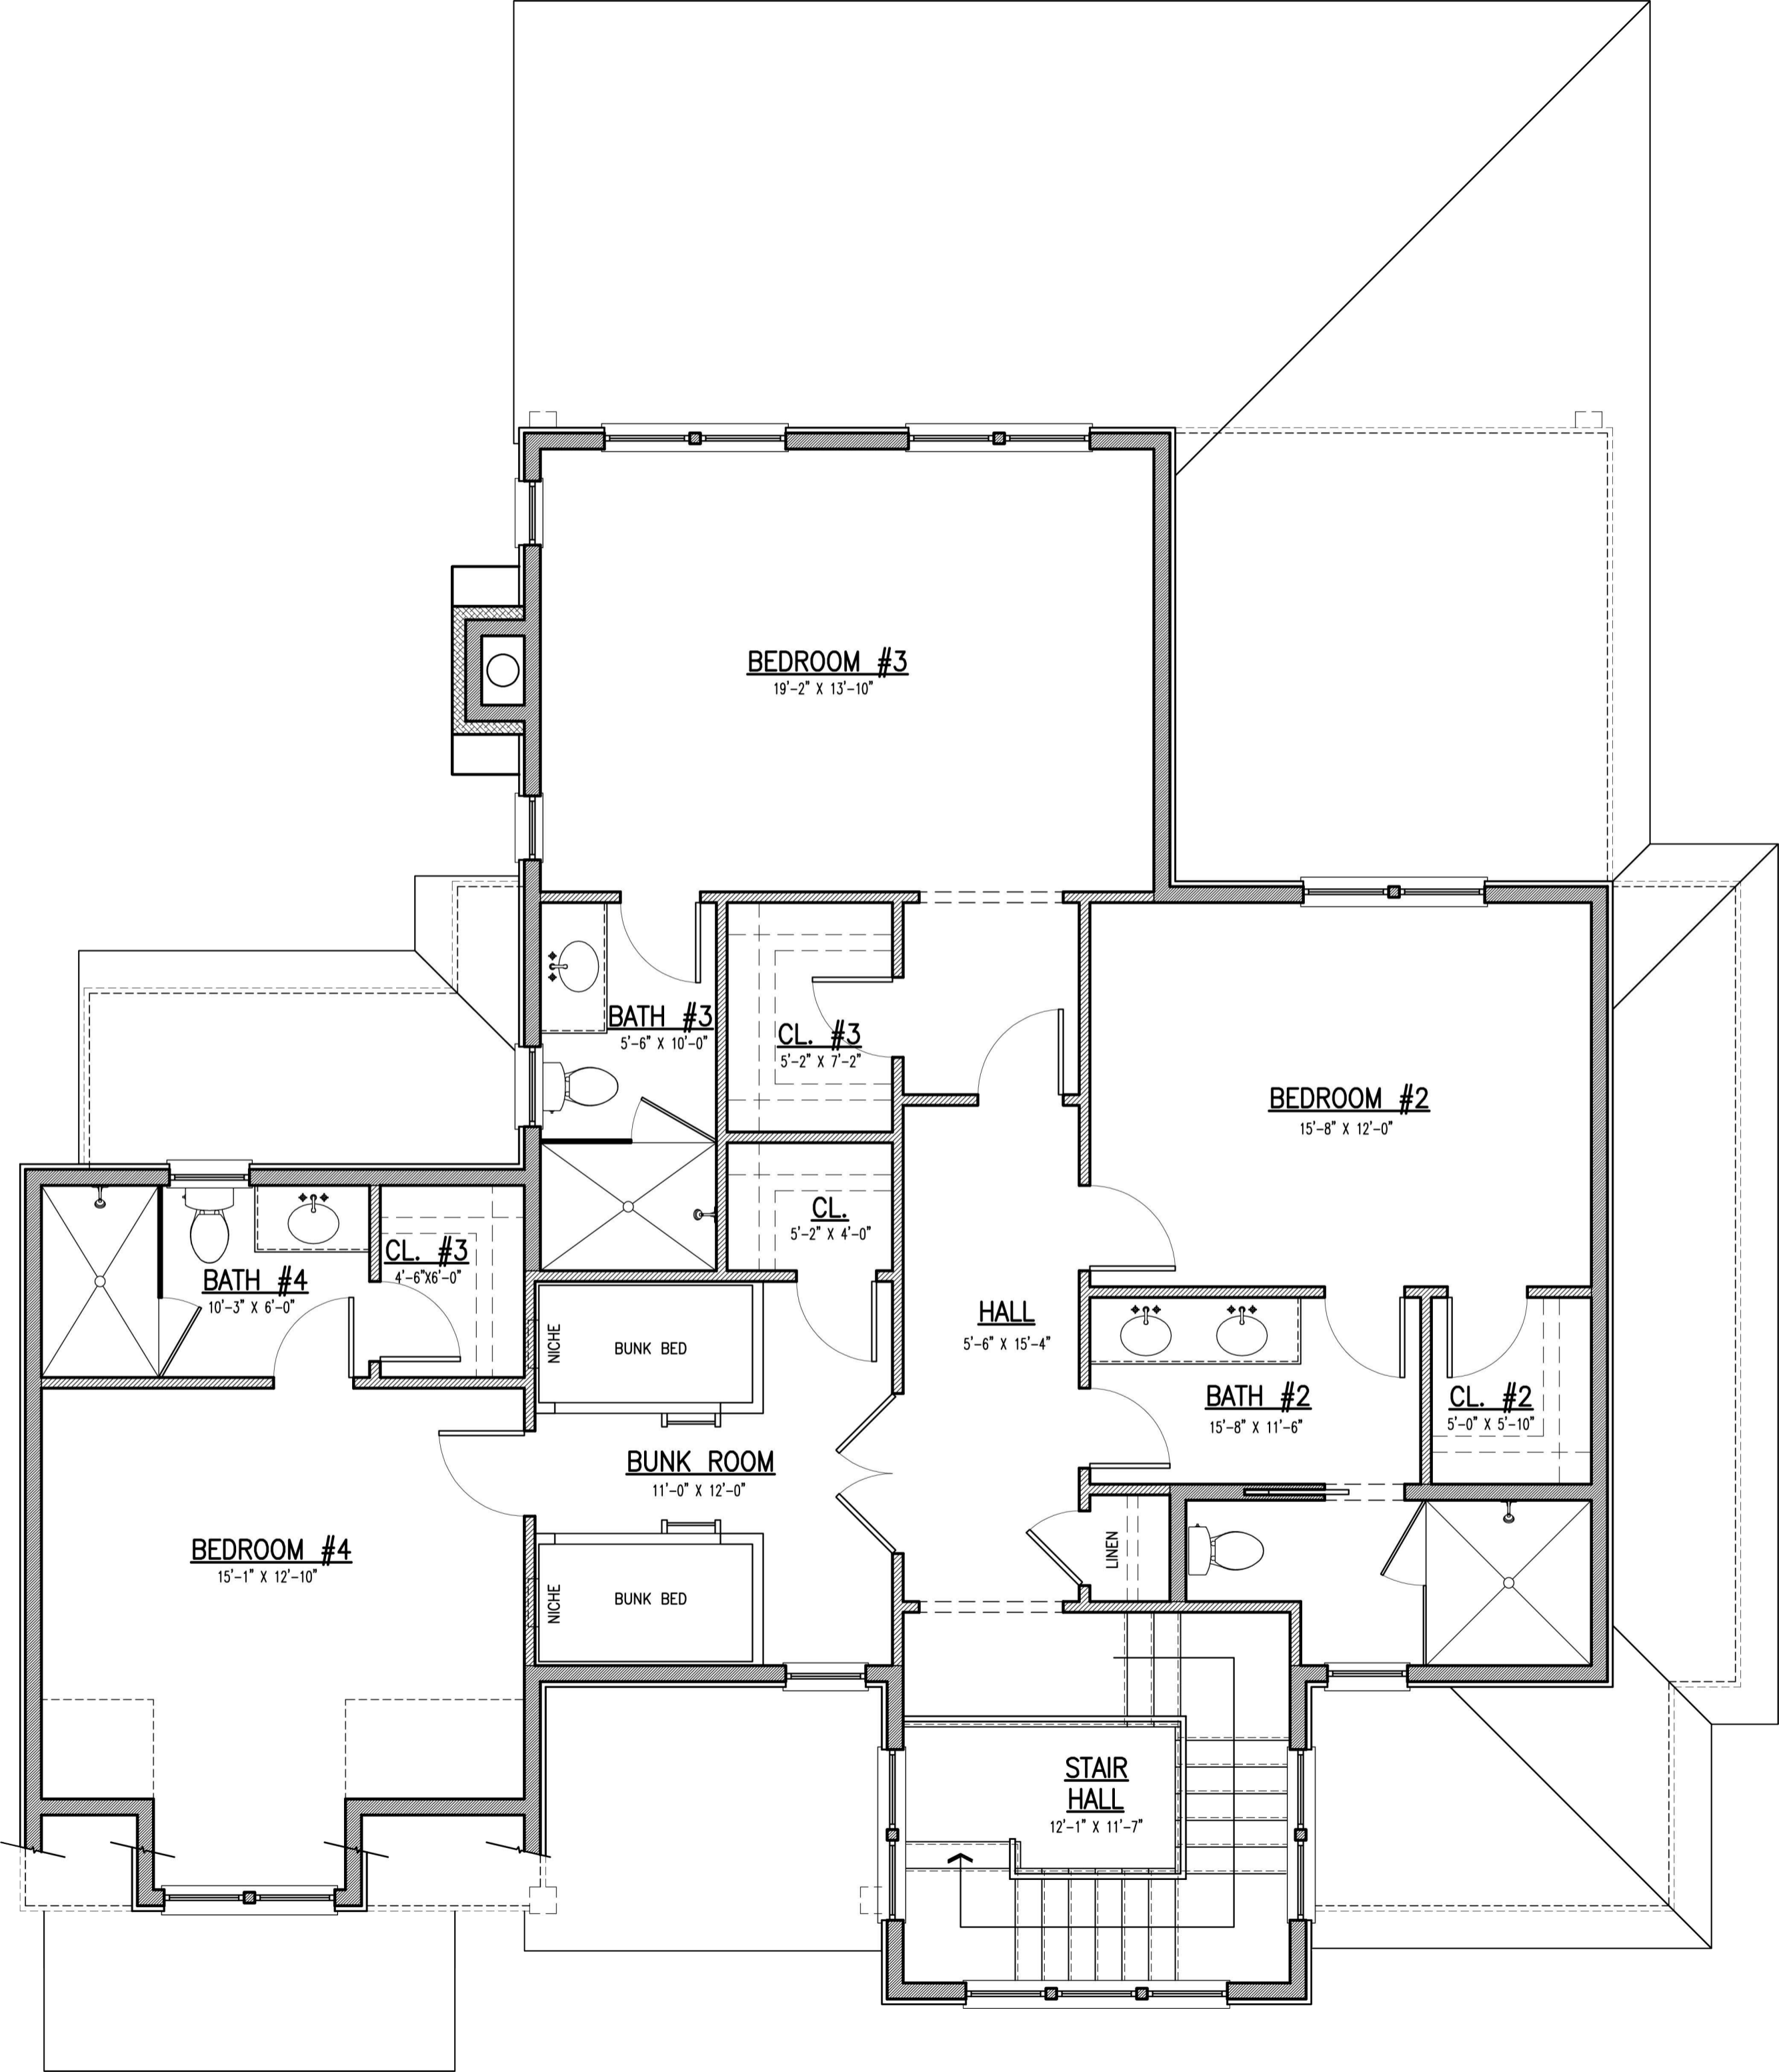 BEDROOM #3
19'-2" X 13'-10"
BATH #3
5'-6" X 10'-0"
CL. #3
5'-2" X 7'-2"
BEDROOM #2
15'-8" X 12'-0"
CL.
5'-2" X 4'-0"
CL. #3
4'-6"X6'-0"
BATH #4
10'-3" X 6'-0"
HALL
5'-6" X 15'-4"
NICHE
BUNK BED
BATH #2
15'-8" X 11'-6"
CL. #2
5'-0" X 5'-10"
BUNK ROOM
11'-0" X 12'-0"
BEDROOM #4
15'-1" X 12'-10"
LINEN
NICHE
BUNK BED
STAIR
HALL
12'-1" X 11'-7"